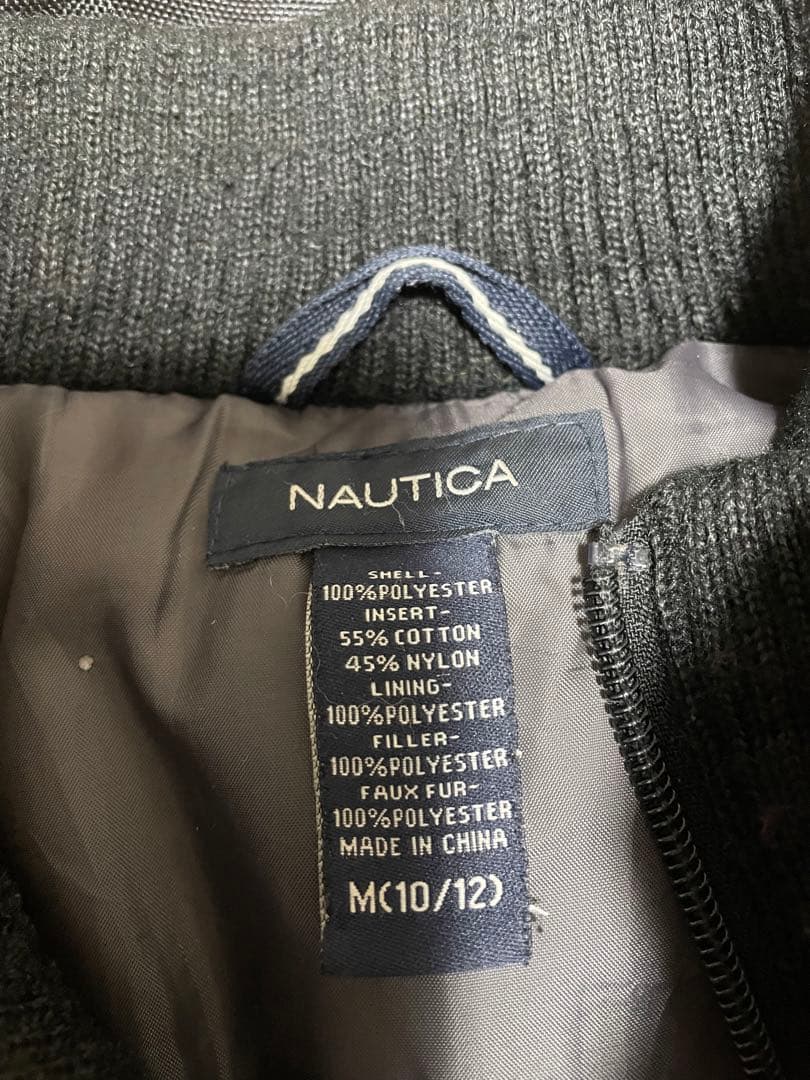 NAUTICA
SHELL-
100%POLYESTER
INSERT-
55% COTTON
45% NYLON
LINING-
100%POLYESTER
FILLER-
100%POLYESTER
FAUX FUR-
100%POLYESTER
MADE IN CHINA
M(10/12)